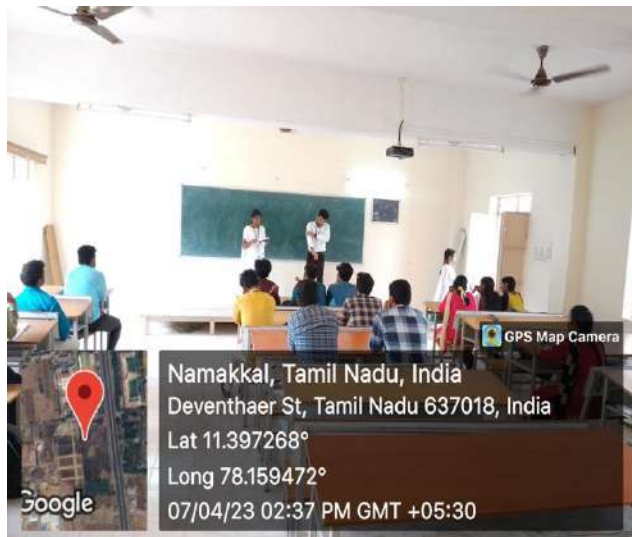 GPS Map Camera
Namakkal, Tamil Nadu, India
Deventhaer St, Tamil Nadu 637018, India
Lat 11.397268°
Long 78.159472°
07/04/23 02:37 PM GMT +05:30
Google